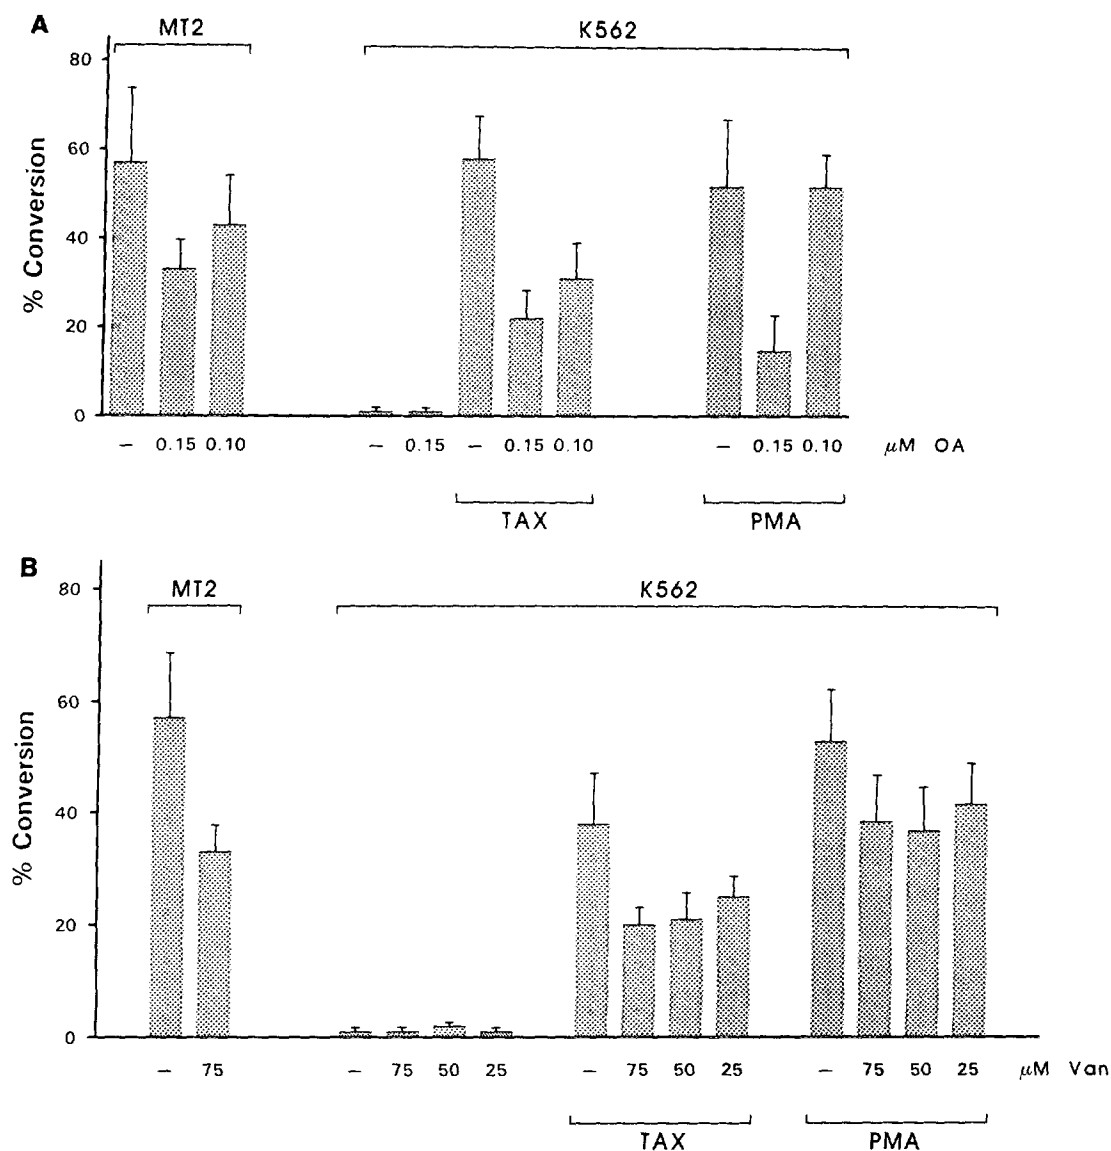 A
MT2
K562
80
60
40
20
0
% Conversion
– 0.15 0.10 – 0.15 – 0.15 0.10 – 0.15 0.10 μM OA
TAX PMA
B
MT2
K562
80
60
40
20
0
% Conversion
– 75 – 75 50 25 – 75 50 25 – 75 50 25 μM Van
TAX PMA